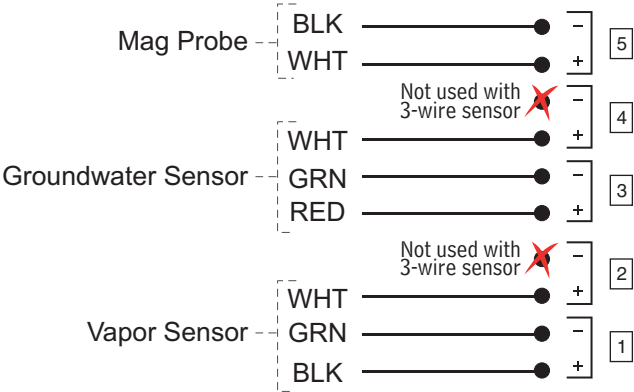 Mag Probe
BLK
WHT
-
+
5
Not used with
3-wire sensor
-
+
4
Groundwater Sensor
WHT
GRN
RED
-
+
3
Not used with
3-wire sensor
-
+
2
Vapor Sensor
WHT
GRN
BLK
-
+
1